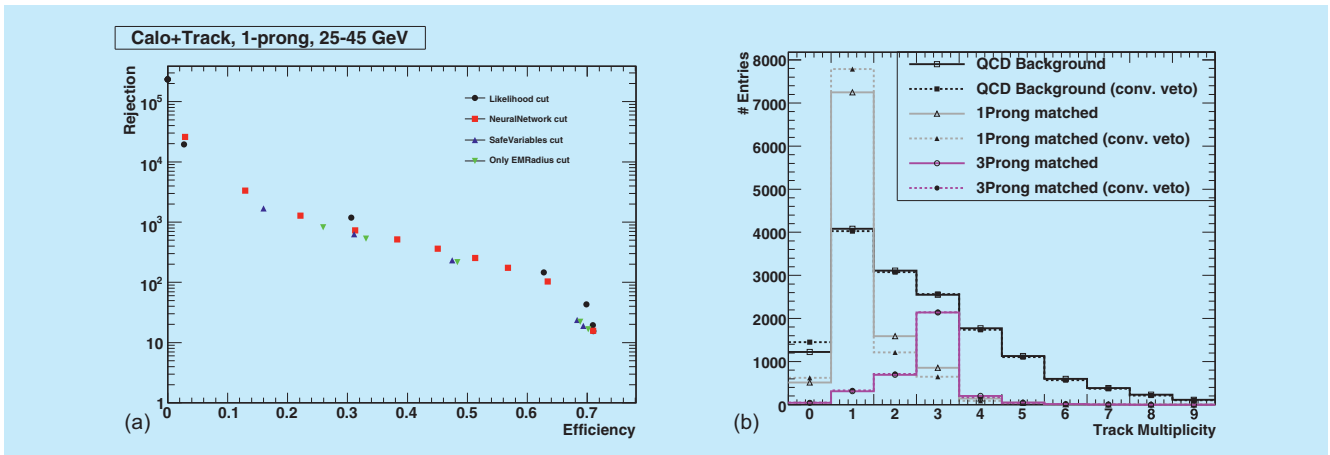 Calo+Track, 1-prong, 25-45 GeV
Rejection
10^5
10^4
10^3
10^2
10
1
Likelihood cut
NeuralNetwork cut
SafeVariables cut
Only EMRadius cut
0 0.1 0.2 0.3 0.4 0.5 0.6 0.7
Efficiency
(a)
# Entries
8000
7000
6000
5000
4000
3000
2000
1000
0
QCD Background
QCD Background (conv. veto)
1Prong matched
1Prong matched (conv. veto)
3Prong matched
3Prong matched (conv. veto)
0 1 2 3 4 5 6 7 8 9
Track Multiplicity
(b)